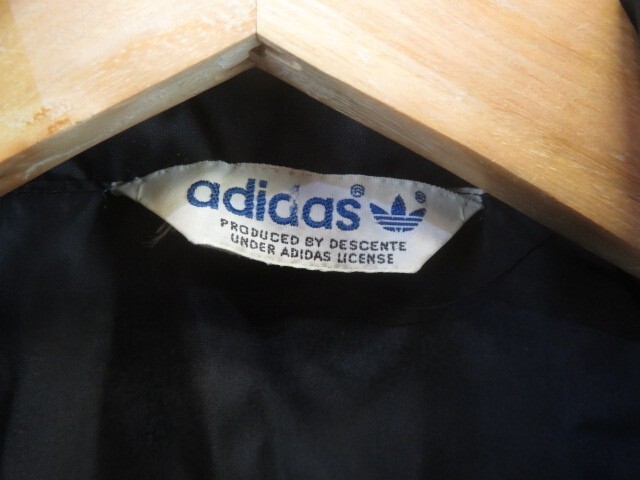 adidas®
PRODUCED BY DESCENTE
UNDER ADIDAS LICENSE